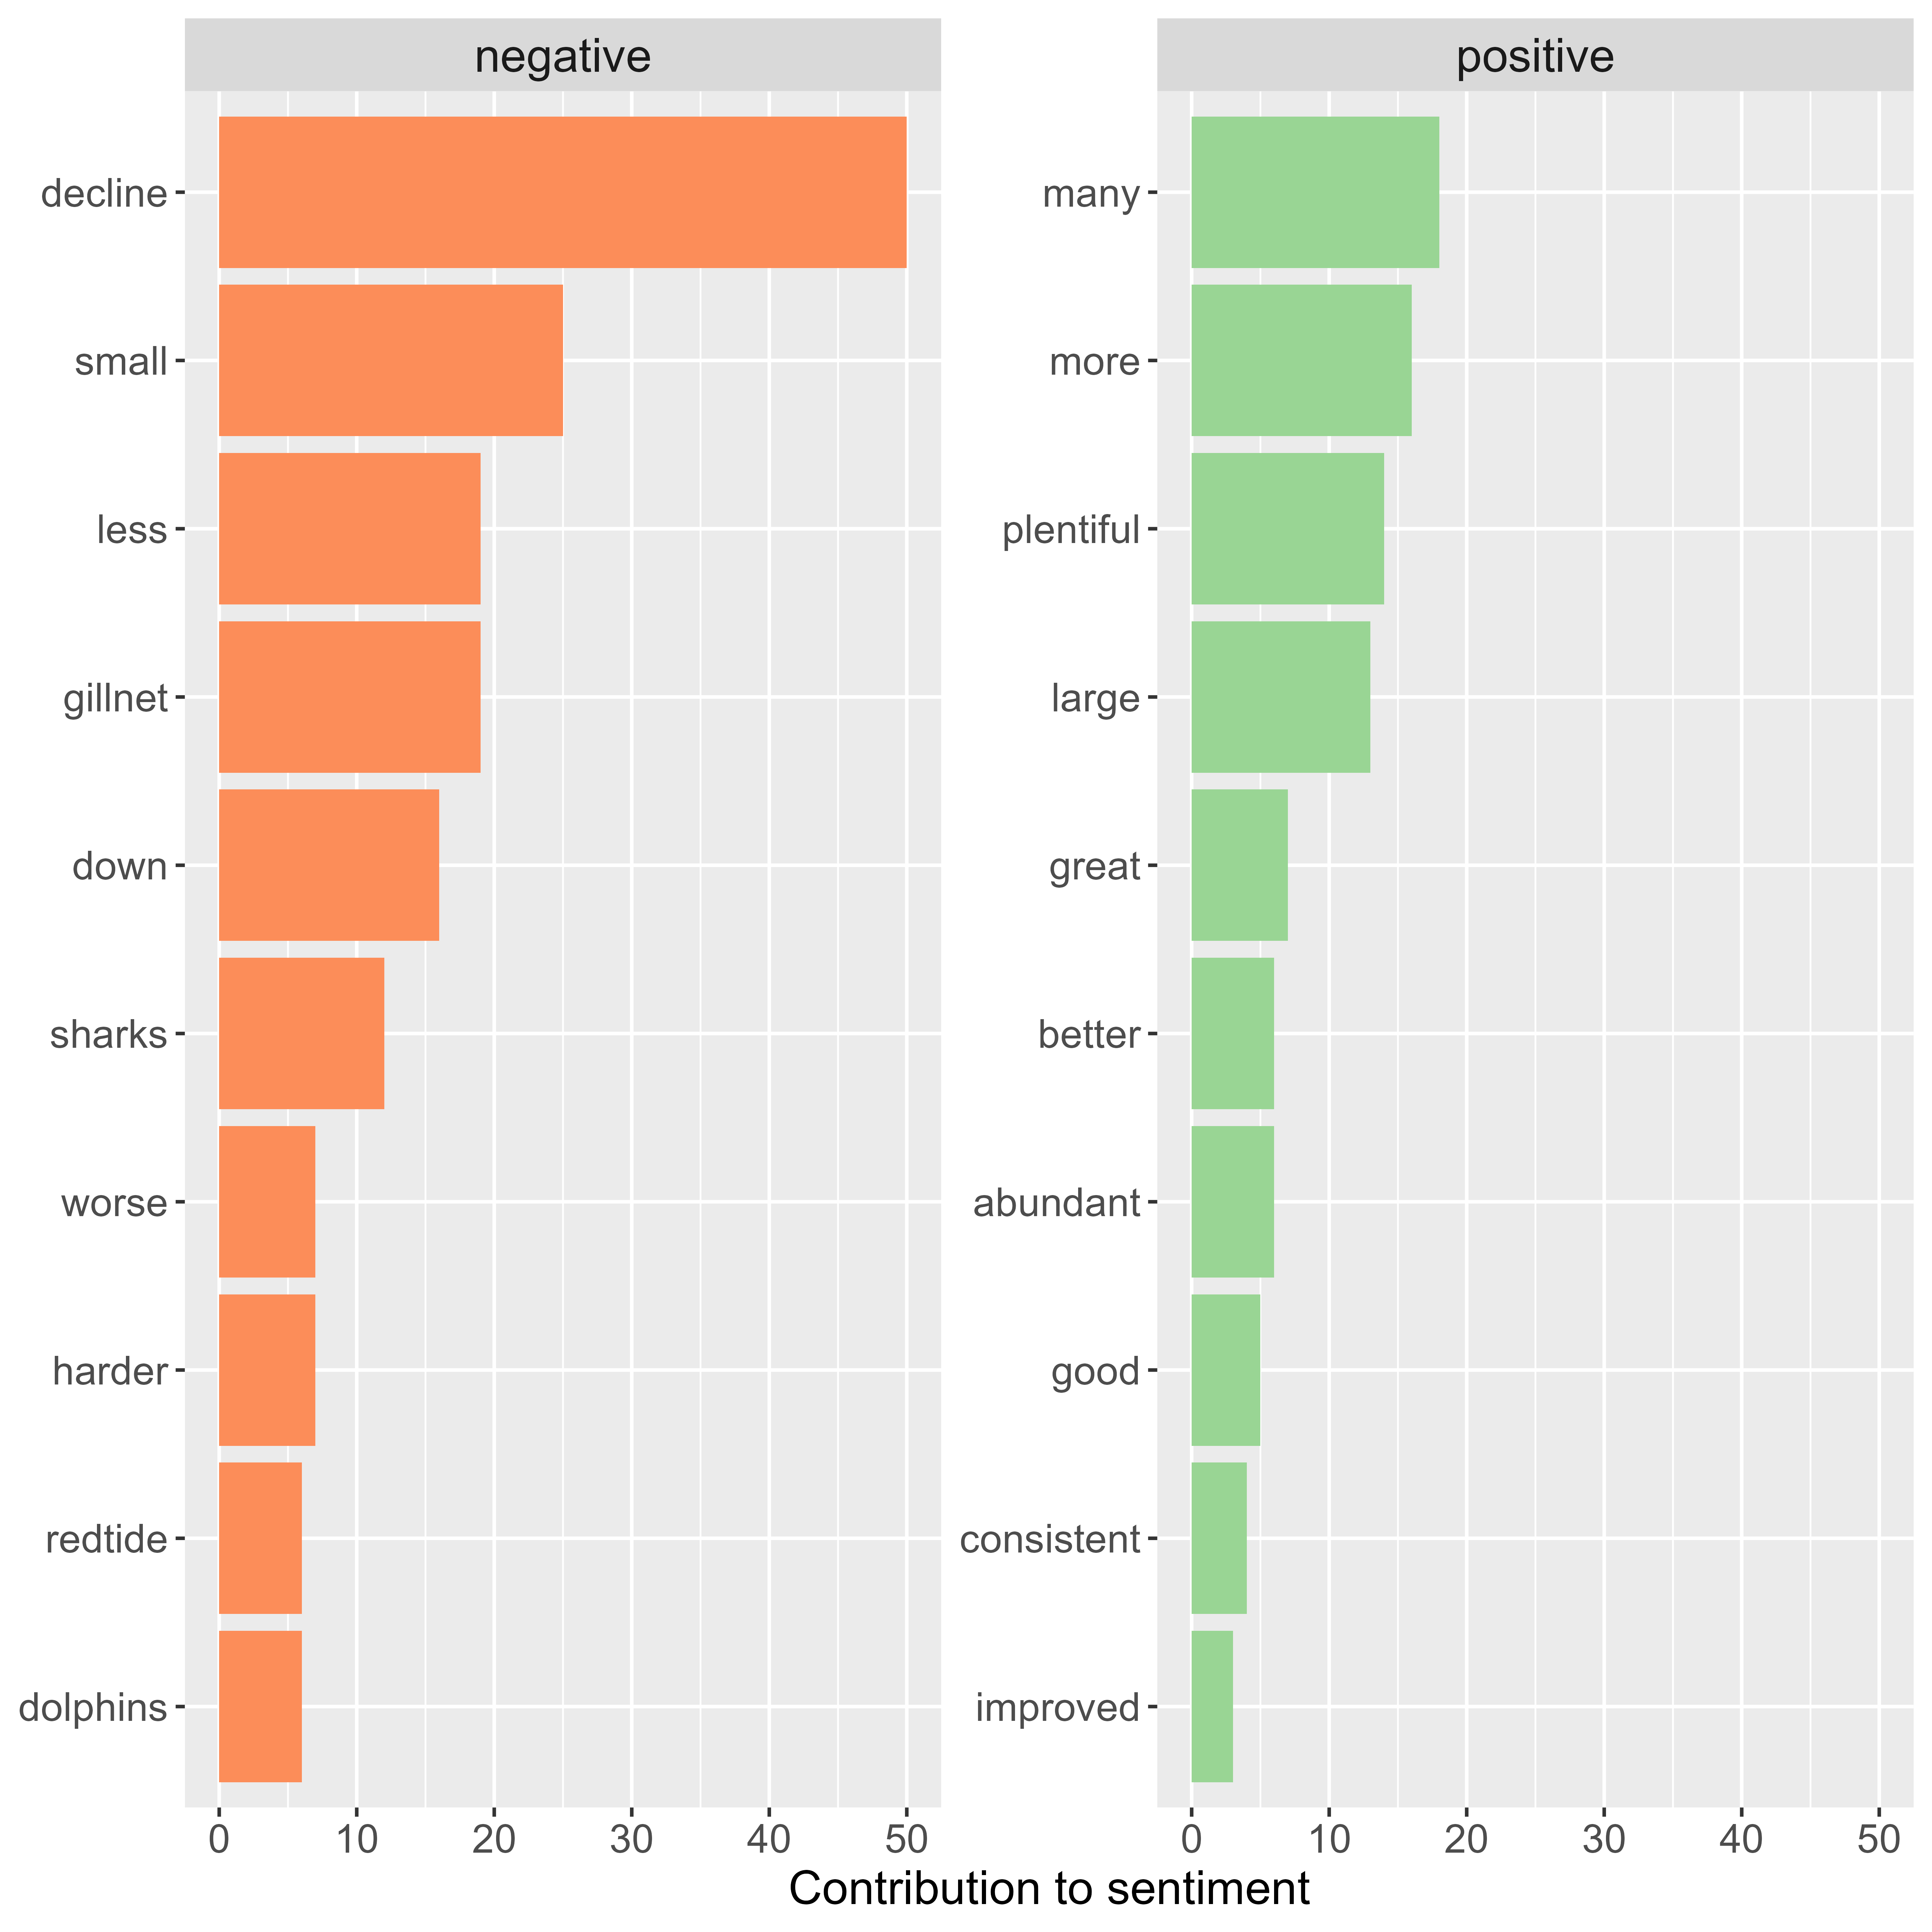 negative
decline
small
less
gillnet
down
sharks
worse
harder
redtide
dolphins
0 10 20 30 40 50
positive
many
more
plentiful
large
great
better
abundant
good
consistent
improved
0 10 20 30 40 50
Contribution to sentiment